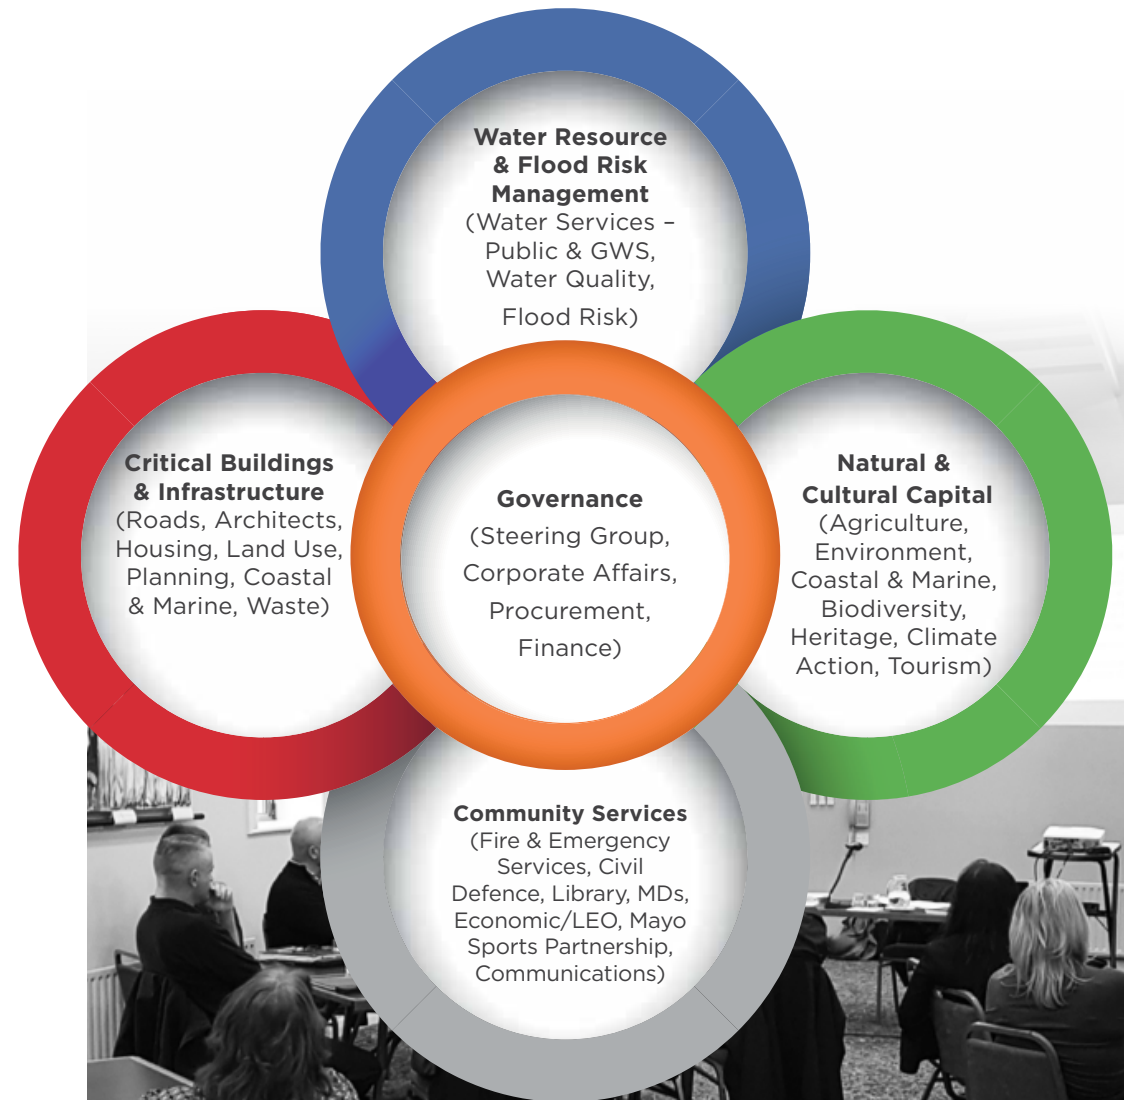 Water Resource
& Flood Risk
Management
(Water Services –
Public & GWS,
Water Quality,
Flood Risk)
Critical Buildings
& Infrastructure
(Roads, Architects,
Housing, Land Use,
Planning, Coastal
& Marine, Waste)
Governance
(Steering Group,
Corporate Affairs,
Procurement,
Finance)
Natural &
Cultural Capital
(Agriculture,
Environment,
Coastal & Marine,
Biodiversity,
Heritage, Climate
Action, Tourism)
Community Services
(Fire & Emergency
Services, Civil
Defence, Library, MDs,
Economic/LEO, Mayo
Sports Partnership,
Communications)